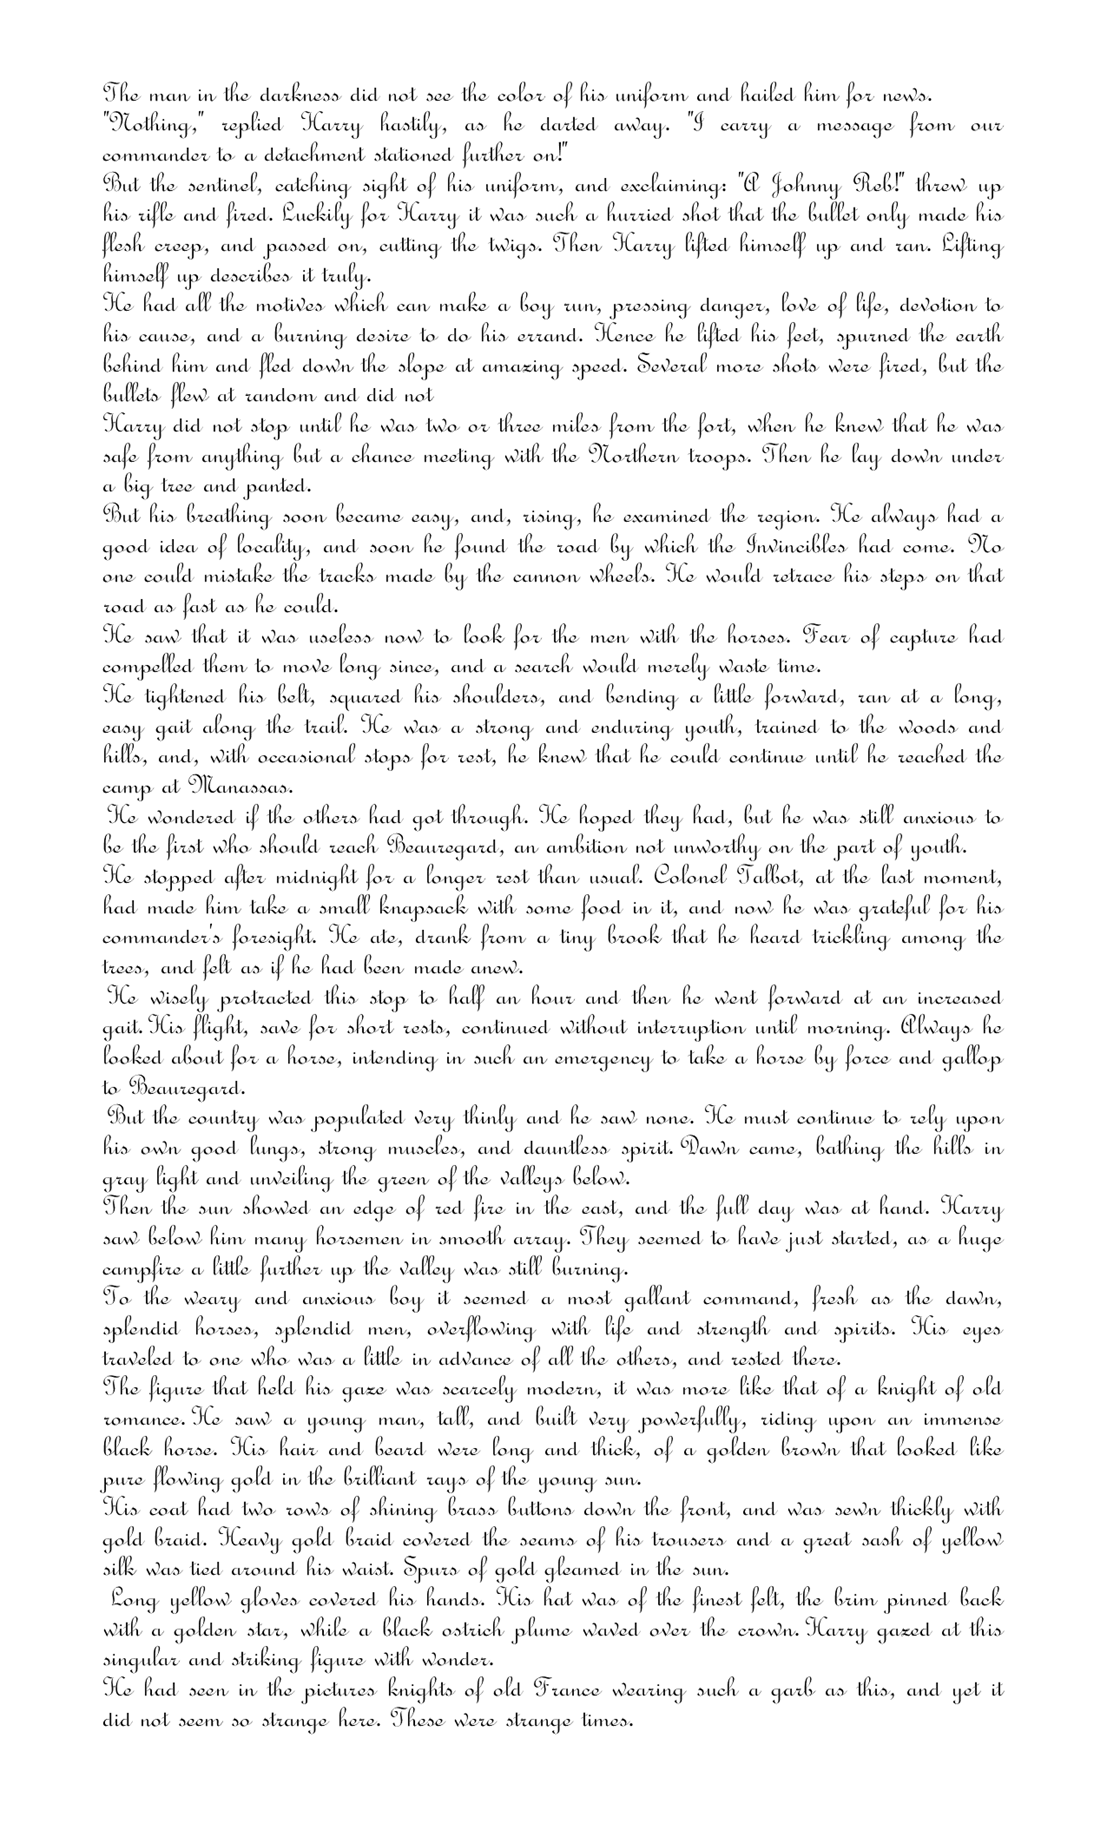 The man in the darkness did not see the color of his uniform and hailed him for news.
"Nothing," replied Harry hastily, as he darted away. "I carry a message from our
commander to a detachment stationed further on!"
But the sentinel, catching sight of his uniform, and exclaiming: "A Johnny Reb!" threw up
his rifle and fired. Luckily for Harry it was such a hurried shot that the bullet only made his
flesh creep, and passed on, cutting the twigs. Then Harry lifted himself up and ran. Lifting
himself up describes it truly.
He had all the motives which can make a boy run, pressing danger, love of life, devotion to
his cause, and a burning desire to do his errand. Hence he lifted his feet, spurned the earth
behind him and fled down the slope at amazing speed. Several more shots were fired, but the
bullets flew at random and did not
Harry did not stop until he was two or three miles from the fort, when he knew that he was
safe from anything but a chance meeting with the Northern troops. Then he lay down under
a big tree and panted.
But his breathing soon became easy, and, rising, he examined the region. He always had a
good idea of locality, and soon he found the road by which the Invincibles had come. No
one could mistake the tracks made by the cannon wheels. He would retrace his steps on that
road as fast as he could.
He saw that it was useless now to look for the men with the horses. Fear of capture had
compelled them to move long since, and a search would merely waste time.
He tightened his belt, squared his shoulders, and bending a little forward, ran at a long,
easy gait along the trail. He was a strong and enduring youth, trained to the woods and
hills, and, with occasional stops for rest, he knew that he could continue until he reached the
camp at Manassas.
He wondered if the others had got through. He hoped they had, but he was still anxious to
be the first who should reach Beauregard, an ambition not unworthy on the part of youth.
He stopped after midnight for a longer rest than usual. Colonel Talbot, at the last moment,
had made him take a small knapsack with some food in it, and now he was grateful for his
commander's foresight. He ate, drank from a tiny brook that he heard trickling among the
trees, and felt as if he had been made anew.
He wisely protracted this stop to half an hour and then he went forward at an increased
gait. His flight, save for short rests, continued without interruption until morning. Always he
looked about for a horse, intending in such an emergency to take a horse by force and gallop
to Beauregard.
But the country was populated very thinly and he saw none. He must continue to rely upon
his own good lungs, strong muscles, and dauntless spirit. Dawn came, bathing the hills in
gray light and unveiling the green of the valleys below.
Then the sun showed an edge of red fire in the east, and the full day was at hand. Harry
saw below him many horsemen in smooth array. They seemed to have just started, as a huge
campfire a little further up the valley was still burning.
To the weary and anxious boy it seemed a most gallant command, fresh as the dawn,
splendid horses, splendid men, overflowing with life and strength and spirits. His eyes
traveled to one who was a little in advance of all the others, and rested there.
The figure that held his gaze was scarcely modern, it was more like that of a knight of old
romance. He saw a young man, tall, and built very powerfully, riding upon an immense
black horse. His hair and beard were long and thick, of a golden brown that looked like
pure flowing gold in the brilliant rays of the young sun.
His coat had two rows of shining brass buttons down the front, and was sewn thickly with
gold braid. Heavy gold braid covered the seams of his trousers and a great sash of yellow
silk was tied around his waist. Spurs of gold gleamed in the sun.
Long yellow gloves covered his hands. His hat was of the finest felt, the brim pinned back
with a golden star, while a black ostrich plume waved over the crown. Harry gazed at this
singular and striking figure with wonder.
He had seen in the pictures knights of old France wearing such a garb as this, and yet it
did not seem so strange here. These were strange times.